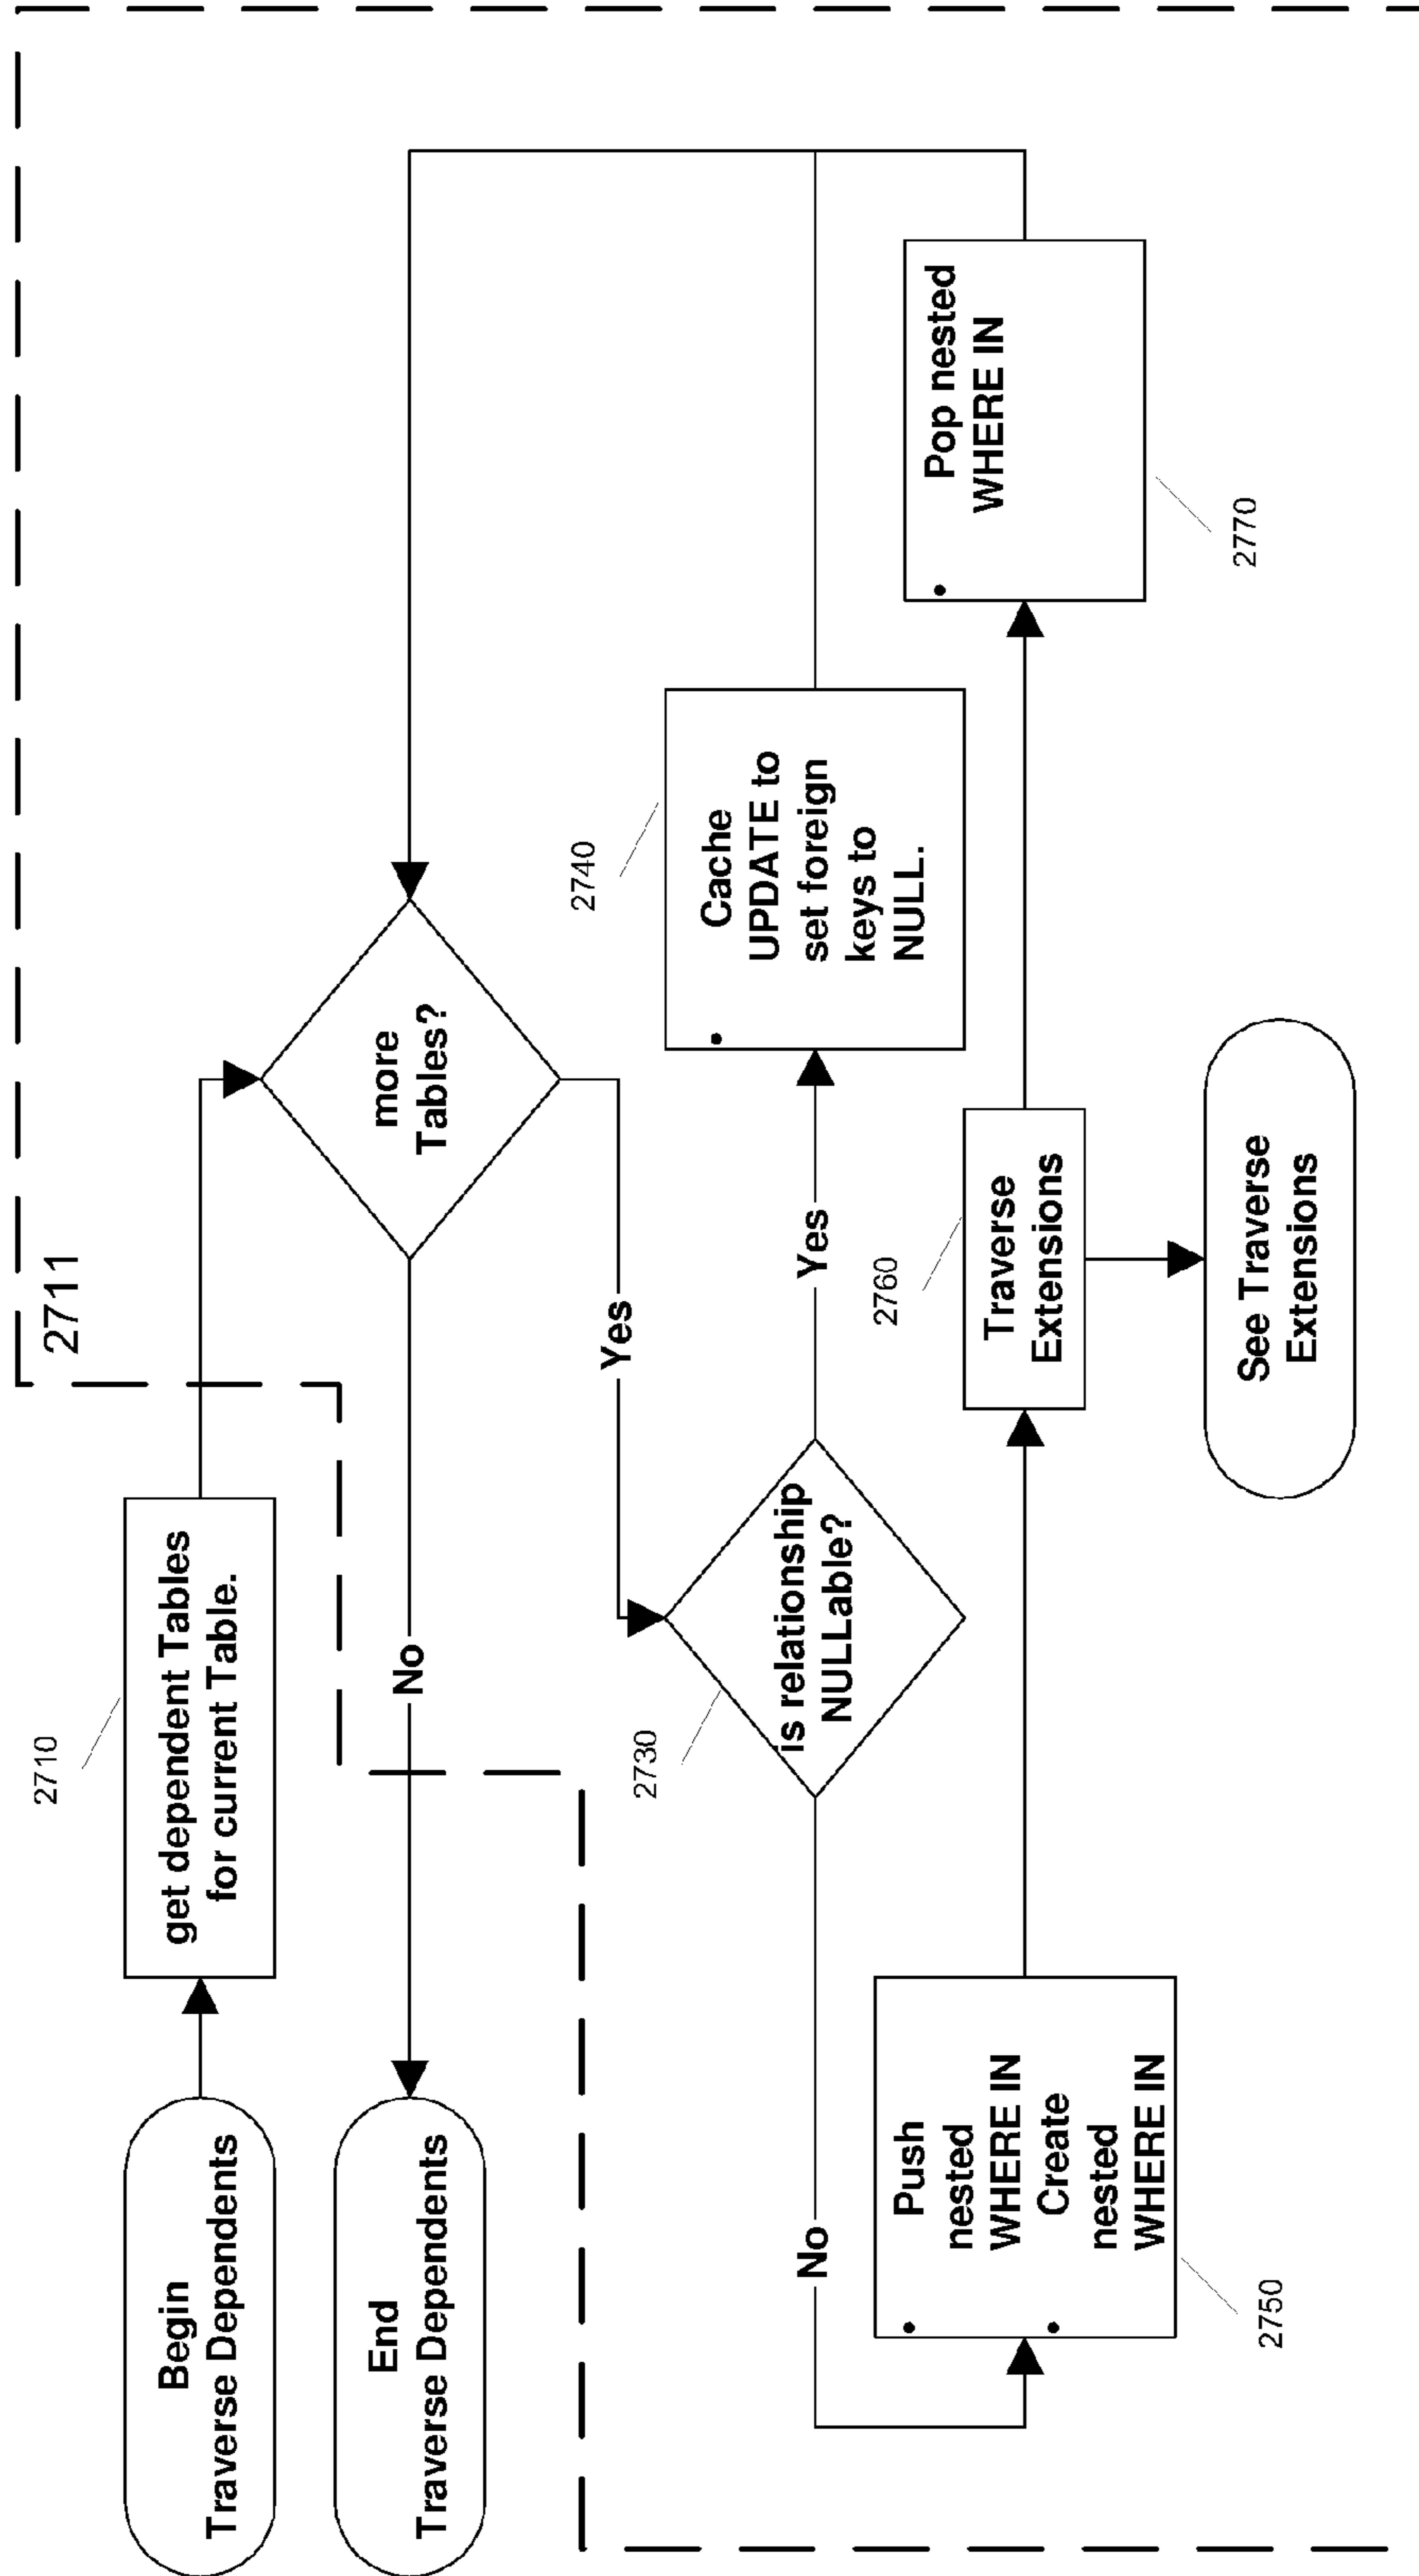 Begin
Traverse Dependents
2710
get dependent Tables
for current Table.
2711
End
Traverse Dependents
No
more
Tables?
Yes
2730
is relationship
NULLable?
Yes
2740
• Cache
UPDATE to
set foreign
keys to
NULL.
No
• Push
nested
WHERE IN
• Create
nested
WHERE IN
2750
2760
Traverse
Extensions
• Pop nested
WHERE IN
2770
See Traverse
Extensions